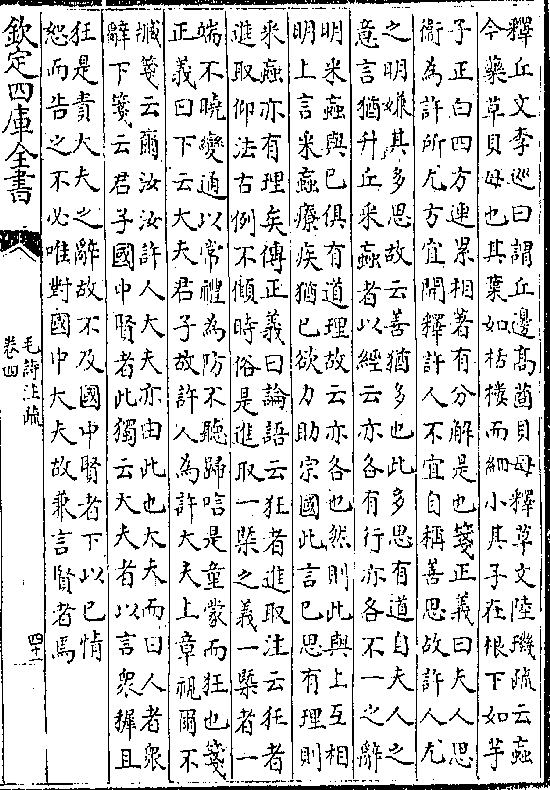 釋丘文李巡曰謂丘邊髙蝱貝母釋草文陸璣疏云蝱
今藥草貝母也其葉如栝樓而細小其子在根下如芋
子正白四方連累相著有分解是也箋正義曰夫人思
衛為許所尤方宜開釋許人不宜自稱善思故許人尤
之明嫌其多思故云善猶多也此多思有道自夫人之
意言猶升丘采蝱者以經云亦各有行亦各不一之辭
明采蝱與己俱有道理故云亦各也然則此與上互相
明上言采蝱療疾猶己欲力助宗國此言己思有理則
采蝱亦有理矣傳正義曰論語云狂者進取注云狂者
進取仰法古例不顧時俗是進取一槩之義一槩者一
端不曉變通以常禮為防不聽歸唁是童蒙而狂也箋
正義曰下云大夫君子故許人為許大夫上章視爾不
臧箋云爾汝汝許人大夫亦由此也大夫而曰人者衆
辭下箋云君子國中賢者此獨云大夫者以言衆穉且
狂是責大夫之辭故不及國中賢者下以已情
恕而告之不必唯對國中大夫故兼言賢者焉
欽定四庫全書
毛詩注疏
卷四
四十一